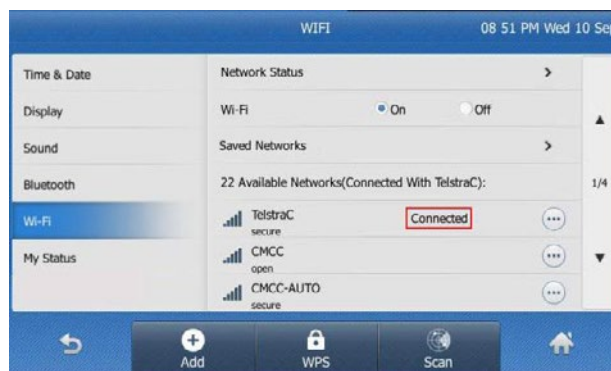 WIFI
08 51 PM Wed 10 Sep
Time & Date
Display
Sound
Bluetooth
Wi-Fi
My Status
Network Status
Wi-Fi On Off
Saved Networks
22 Available Networks(Connected With TelstraC):
TelstraC Connected
secure
CMCC
open
CMCC-AUTO
secure
1/4
Add
WPS
Scan